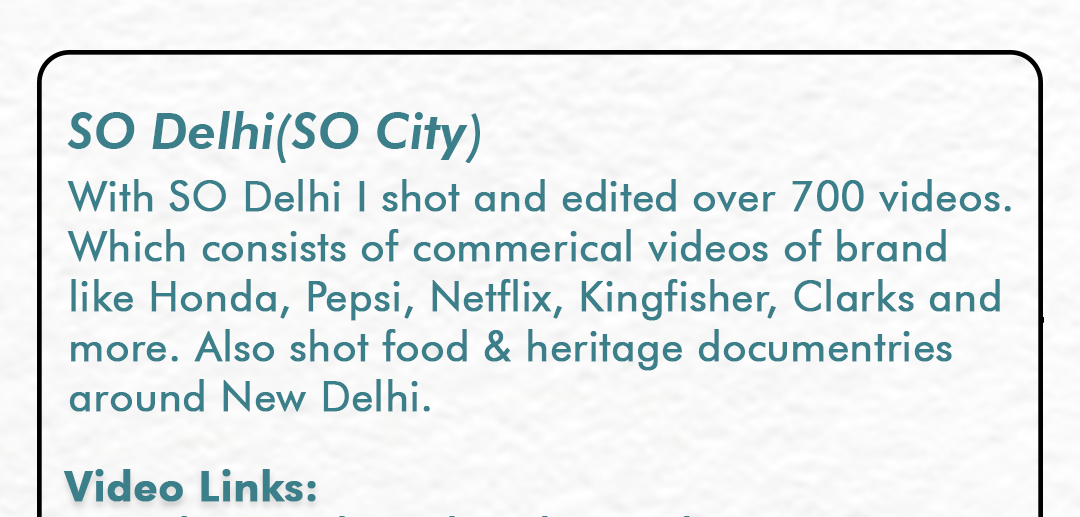 SO Delhi(SO City)
With SO Delhi I shot and edited over 700 videos.
Which consists of commerical videos of brand
like Honda, Pepsi, Netflix, Kingfisher, Clarks and
more. Also shot food & heritage documentries
around New Delhi.
Video Links: